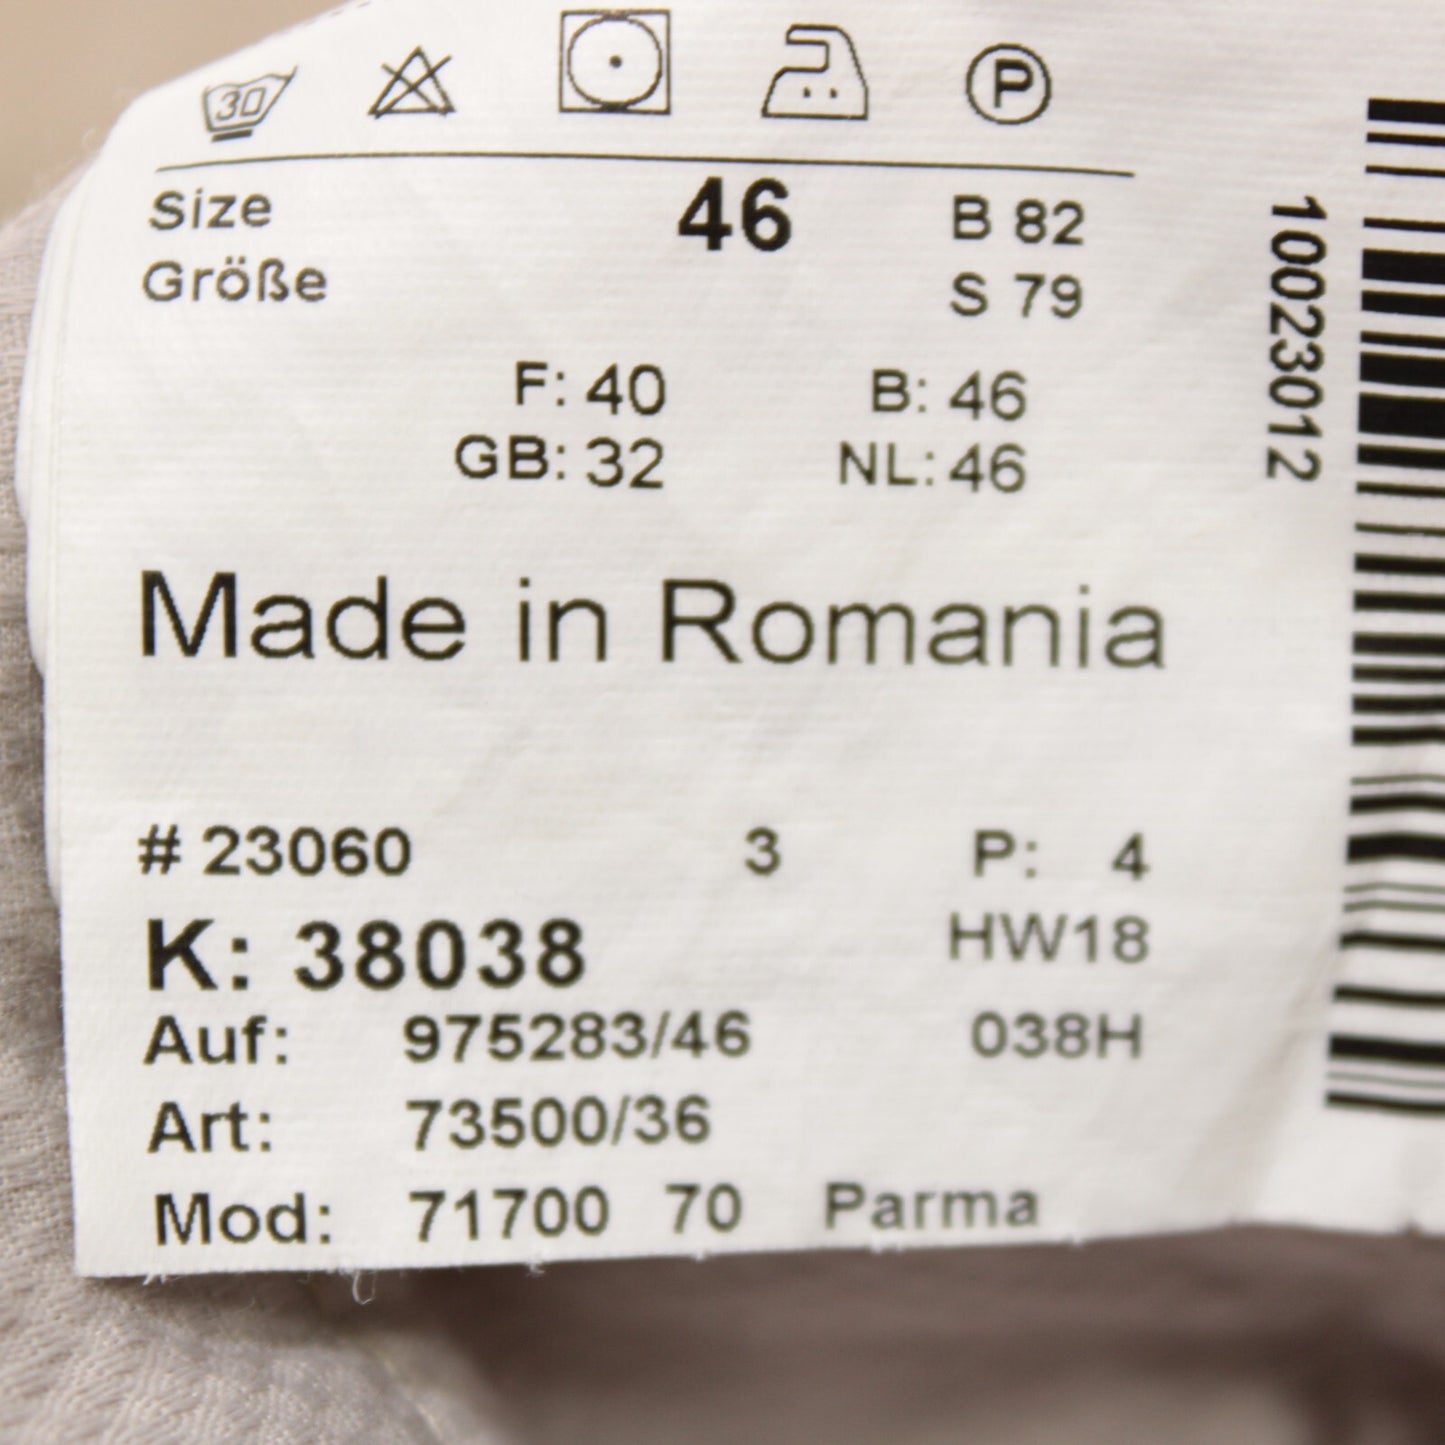 30
P
Size 46 B 82
Größe S 79
F: 40 B: 46
GB: 32 NL: 46
Made in Romania
# 23060 3 P: 4
K: 38038 HW18
Auf: 975283/46 038H
Art: 73500/36
Mod: 71700 70 Parma
10023012